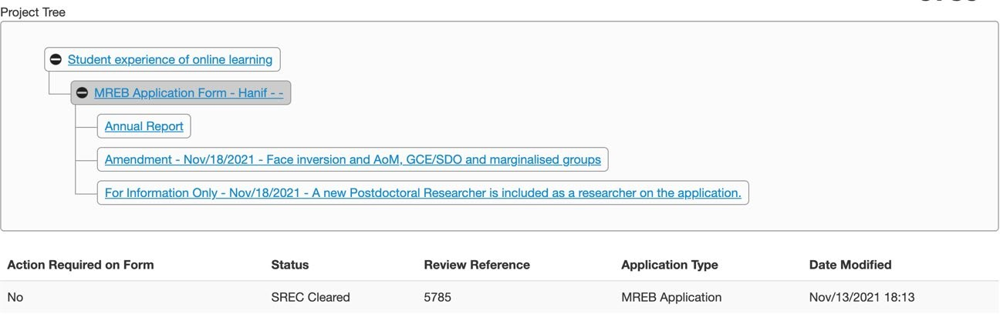 Project Tree
Student experience of online learning
MREB Application Form - Hanif - -
Annual Report
Amendment - Nov/18/2021 - Face inversion and AoM, GCE/SDO and marginalised groups
For Information Only - Nov/18/2021 - A new Postdoctoral Researcher is included as a researcher on the application.
Action Required on Form Status Review Reference Application Type Date Modified
No SREC Cleared 5785 MREB Application Nov/13/2021 18:13